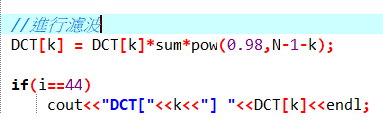 //進行濾波
DCT[k] = DCT[k]*sum*pow(0.98,N-1-k);
if(i==44)
cout<<"DCT["<<k<<"] "<<DCT[k]<<endl;